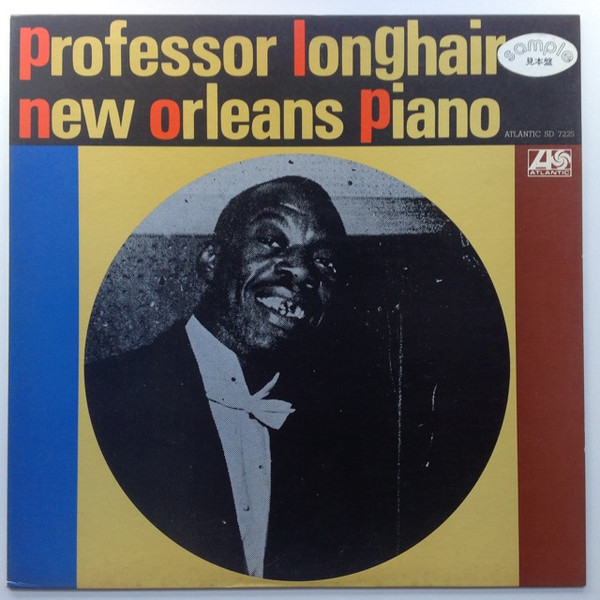 professor longhair
sample
見本盤
new orleans piano
ATLANTIC SD 7225
ATLANTIC